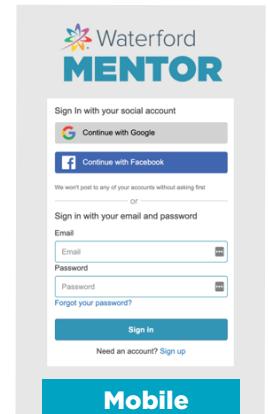 Waterford
MENTOR
Sign In with your social account
Continue with Google
Continue with Facebook
We won't post to any of your accounts without asking first
or
Sign in with your email and password
Email
Email
Password
Password
Forgot your password?
Sign in
Need an account? Sign up
Mobile